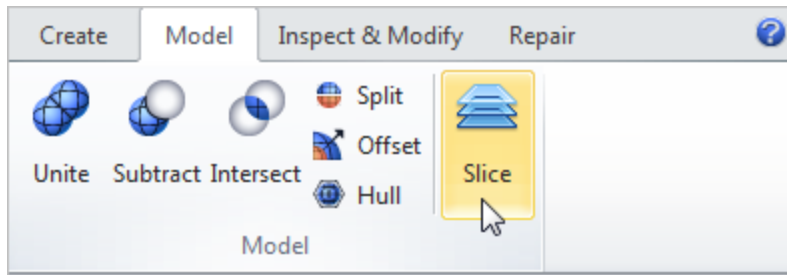 Create Model Inspect & Modify Repair ?
Split
Offset
Unite Subtract Intersect Slice
Hull
Model